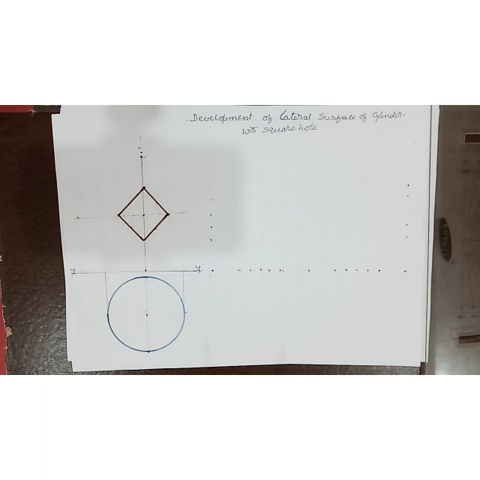 Development of Lateral Surface of Cylinder-
with square hole